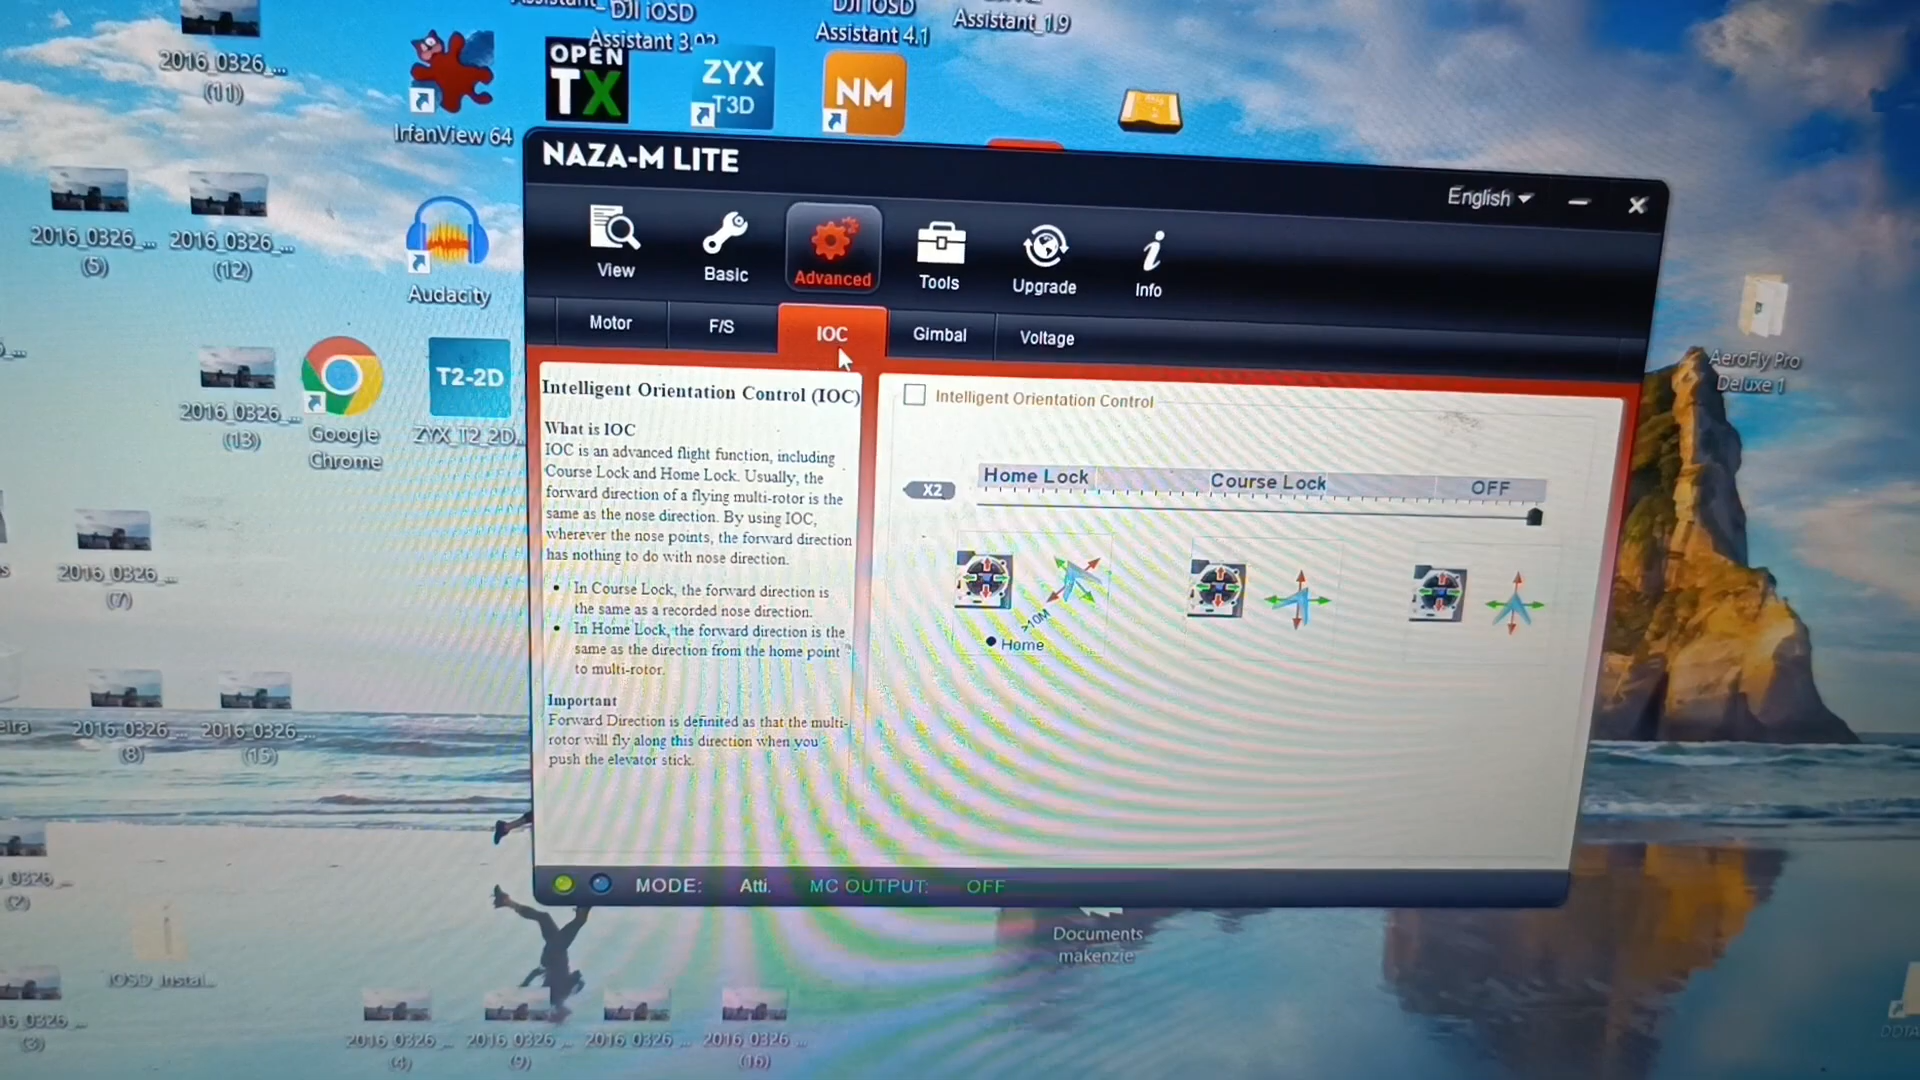 DJI iOSD
Assistant 3.02
DJI iOSD
Assistant 4.1
Assistant_1.9
2016_0326_...
(11)
IrfanView 64
OPEN
TX
ZYX
T3D
NM
2016_0326_...
(5)
2016_0326_...
(12)
Audacity
2016_0326_...
(13)
Google
Chrome
T2-2D
ZYX_T2_2D...
2016_0326_...
(7)
2016_0326_...
(8)
2016_0326_...
(15)
0326_...
(2)
iOSD_Instal...
16_0326_...
(3)
2016_0326_...
(4)
2016_0326_...
(9)
2016_0326_...
2016_0326_...
(16)
AeroFly Pro
Deluxe 1
Documents
makenzie
NAZA-M LITE
English
View
Basic
Advanced
Tools
Upgrade
Info
Motor
F/S
IOC
Gimbal
Voltage
Intelligent Orientation Control (IOC)
What is IOC
IOC is an advanced flight function, including
Course Lock and Home Lock. Usually, the
forward direction of a flying multi-rotor is the
same as the nose direction. By using IOC,
wherever the nose points, the forward direction
has nothing to do with nose direction.
• In Course Lock, the forward direction is
the same as a recorded nose direction.
• In Home Lock, the forward direction is the
same as the direction from the home point
to multi-rotor.
Important
Forward Direction is definited as that the multi-
rotor will fly along this direction when you
push the elevator stick.
Intelligent Orientation Control
X2
Home Lock
Course Lock
OFF
>10M
Home
MODE: Atti. MC OUTPUT: OFF